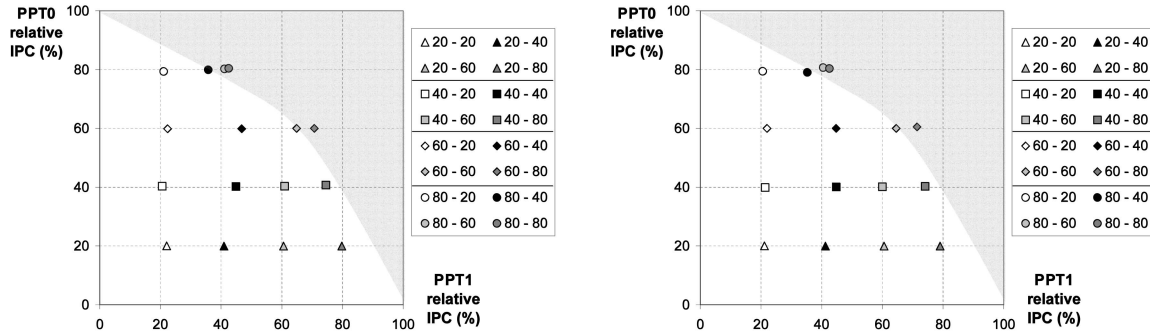 PPT0
relative
IPC (%)
100
80
60
40
20
0
0 20 40 60 80 100
PPT1
relative
IPC (%)
20 - 20 20 - 40
20 - 60 20 - 80
40 - 20 40 - 40
40 - 60 40 - 80
60 - 20 60 - 40
60 - 60 60 - 80
80 - 20 80 - 40
80 - 60 80 - 80
PPT0
relative
IPC (%)
100
80
60
40
20
0
0 20 40 60 80 100
PPT1
relative
IPC (%)
20 - 20 20 - 40
20 - 60 20 - 80
40 - 20 40 - 40
40 - 60 40 - 80
60 - 20 60 - 40
60 - 60 60 - 80
80 - 20 80 - 40
80 - 60 80 - 80